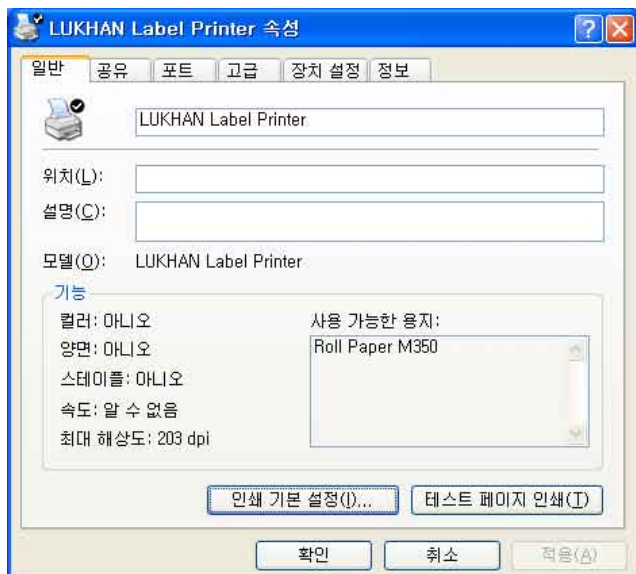 LUKHAN Label Printer 속성
일반 공유 포트 고급 장치 설정 정보
LUKHAN Label Printer
위치(L):
설명(C):
모델(O): LUKHAN Label Printer
기능
컬러: 아니오
사용 가능한 용지:
양면: 아니오
Roll Paper M350
스테이플: 아니오
속도: 알 수 없음
최대 해상도: 203 dpi
인쇄 기본 설정(I)... 테스트 페이지 인쇄(T)
확인 취소 적용(A)